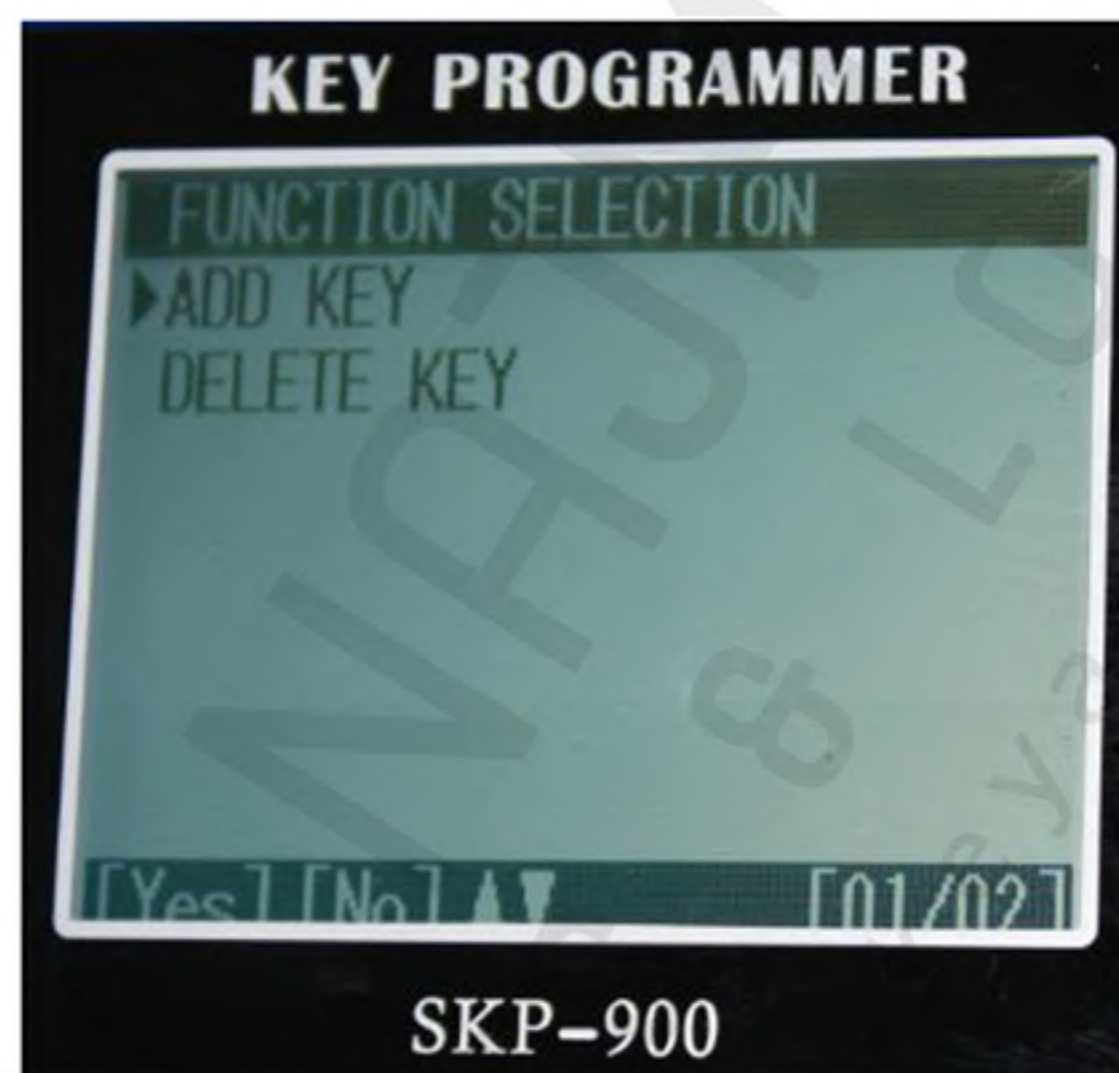 KEY PROGRAMMER
FUNCTION SELECTION
▶ADD KEY
DELETE KEY
[Yes] [No] ▲▼ [01/02]
SKP-900